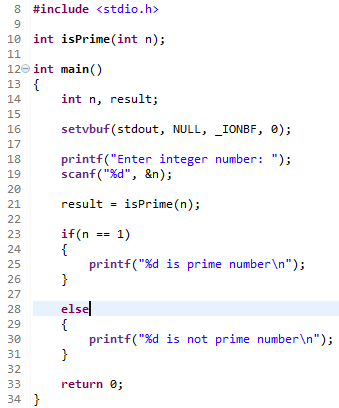 8 #include <stdio.h>
9
10 int isPrime(int n);
11
12 int main()
13 {
14     int n, result;
15
16     setvbuf(stdout, NULL, _IONBF, 0);
17
18     printf("Enter integer number: ");
19     scanf("%d", &n);
20
21     result = isPrime(n);
22
23     if(n == 1)
24     {
25         printf("%d is prime number\n");
26     }
27
28     else
29     {
30         printf("%d is not prime number\n");
31     }
32
33     return 0;
34 }